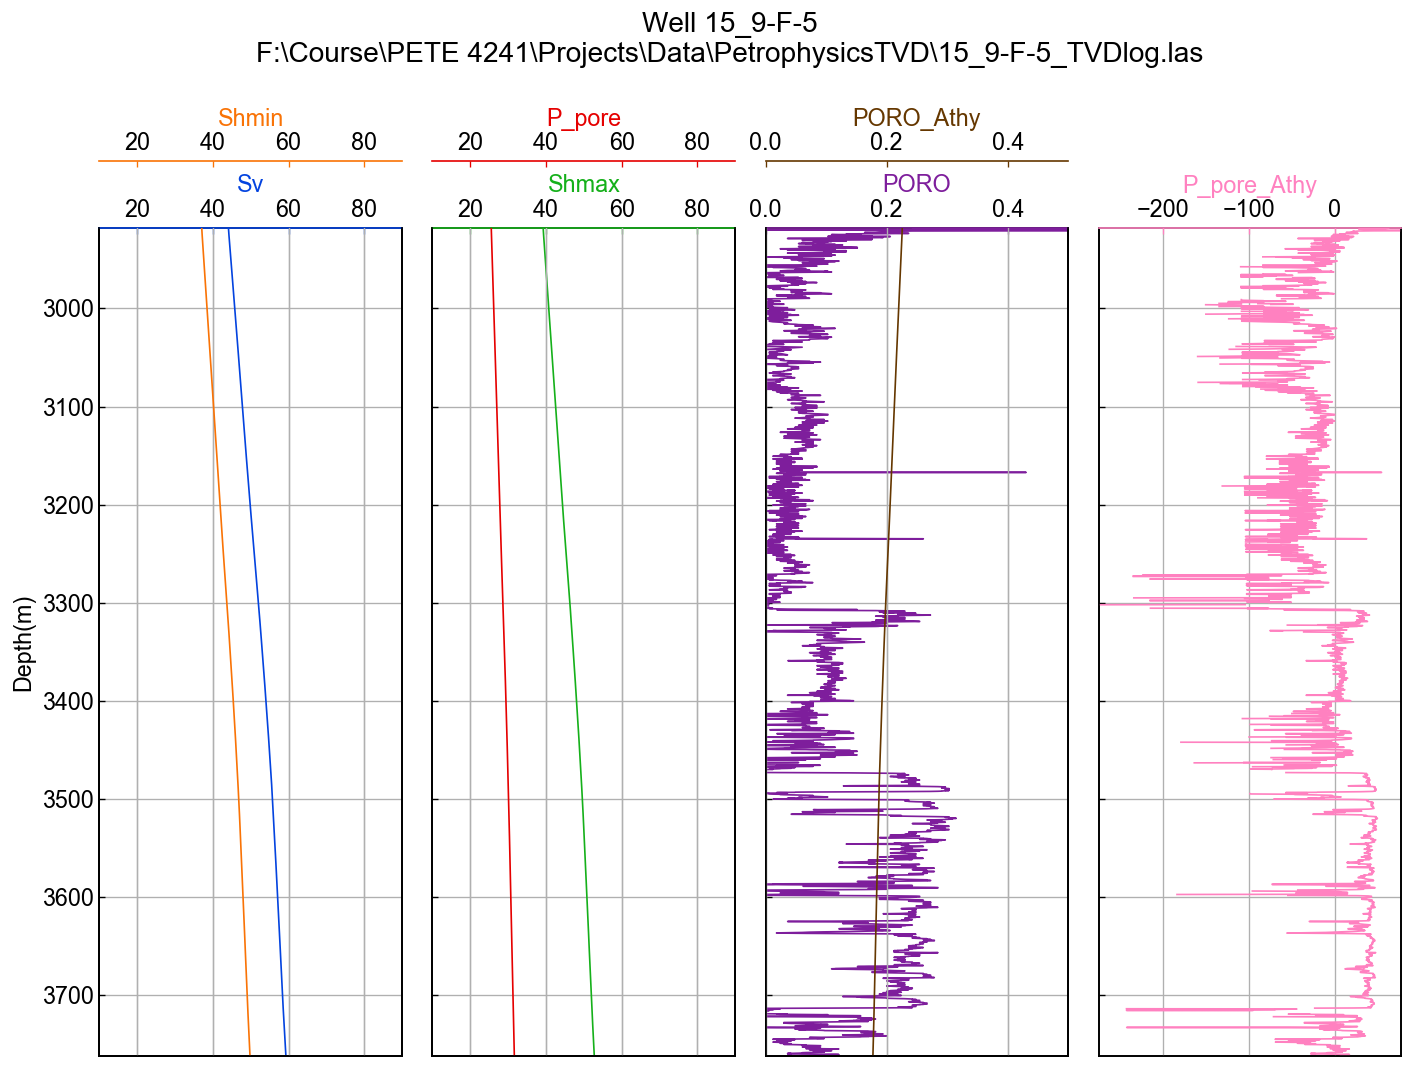 Well 15_9-F-5
F:\Course\PETE 4241\Projects\Data\PetrophysicsTVD\15_9-F-5_TVDlog.las
Shmin
20 40 60 80
Sv
20 40 60 80
P_pore
20 40 60 80
Shmax
20 40 60 80
PORO_Athy
0.0 0.2 0.4
PORO
0.0 0.2 0.4
P_pore_Athy
−200 −100 0
Depth(m)
3000
3100
3200
3300
3400
3500
3600
3700